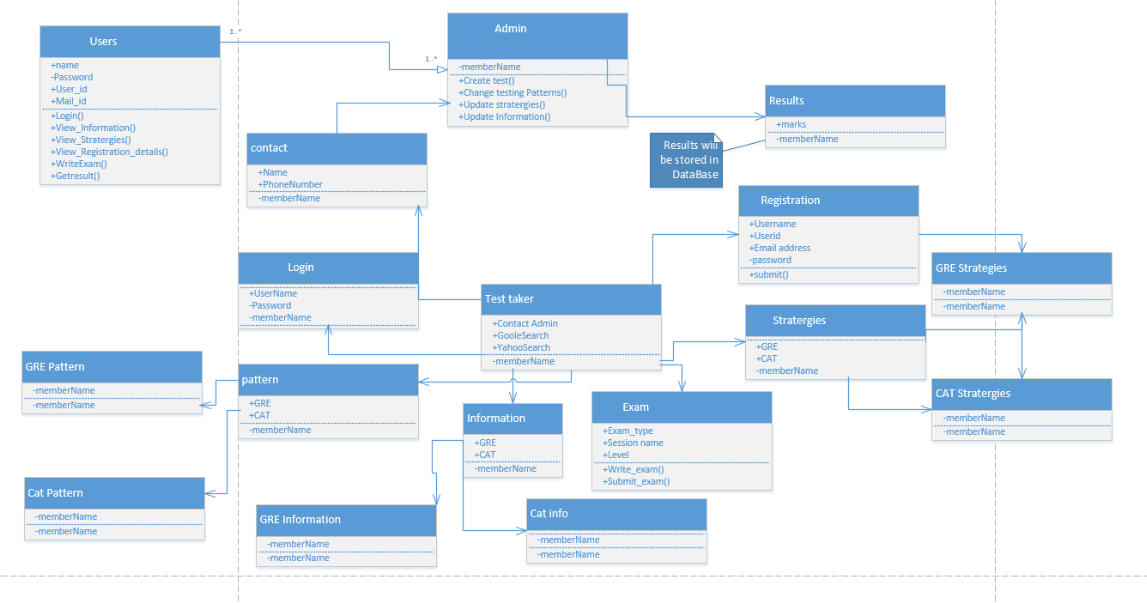 Users
+name
-Password
+User_id
+Mail_id
+Login()
+View_Information()
+View_Stratergies()
+View_Registration_details()
+WriteExam()
+Getresult()
1..*
1..*
Admin
-memberName
+Create test()
+Change testing Patterns()
+Update stratergies()
+Update Information()
Results
+marks
-memberName
Results will
be stored in
DataBase
contact
+Name
+PhoneNumber
-memberName
Registration
+Username
+Userid
+Email address
-password
+submit()
Login
+UserName
-Password
-memberName
GRE Strategies
-memberName
-memberName
Test taker
+Contact Admin
+GooleSearch
+YahooSearch
-memberName
Stratergies
+GRE
+CAT
-memberName
GRE Pattern
-memberName
-memberName
pattern
+GRE
+CAT
-memberName
Information
+GRE
+CAT
-memberName
Exam
+Exam_type
+Session name
+Level
+Write_exam()
+Submit_exam()
CAT Stratergies
-memberName
-memberName
Cat Pattern
-memberName
-memberName
GRE Information
-memberName
-memberName
Cat info
-memberName
-memberName